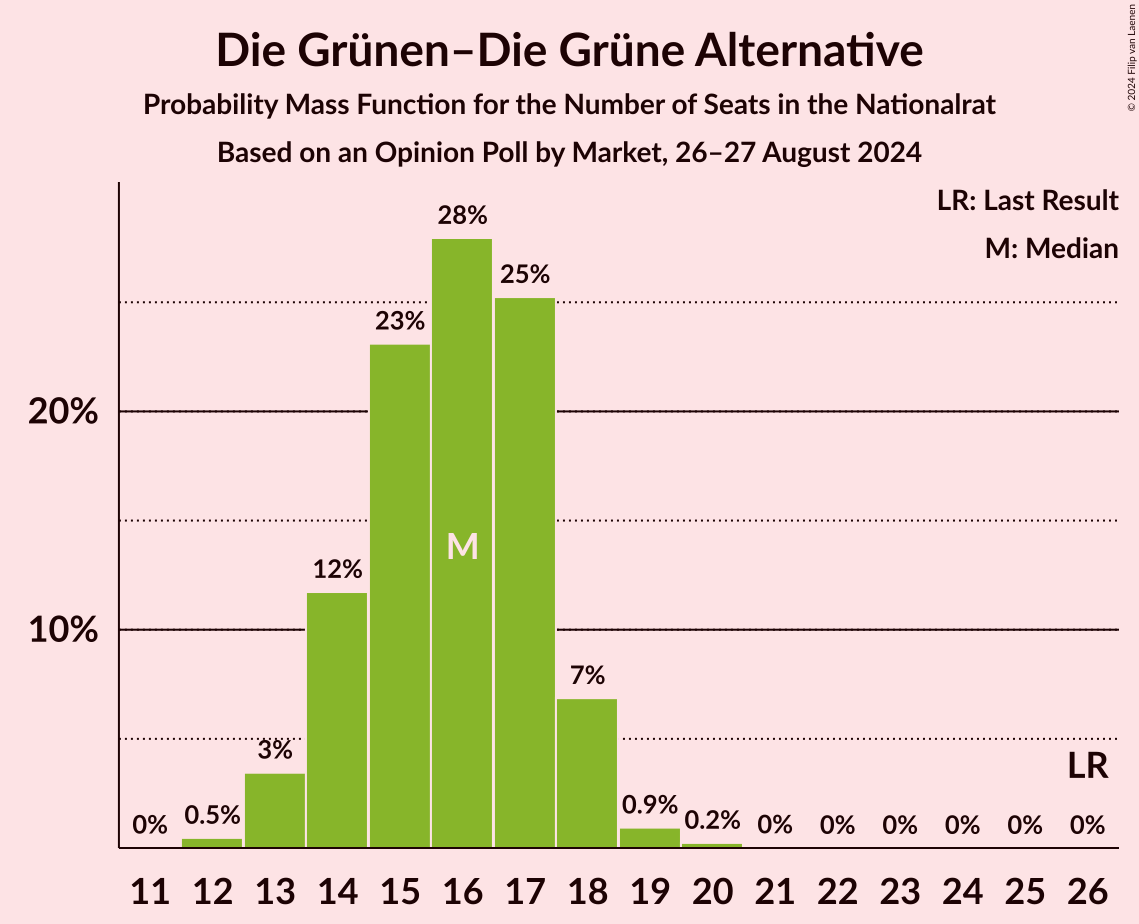 Die Grünen–Die Grüne Alternative
Probability Mass Function for the Number of Seats in the Nationalrat
Based on an Opinion Poll by Market, 26–27 August 2024
© 2024 Filip van Laenen
LR: Last Result
M: Median
28%
25%
23%
20%
M
12%
10%
7%
3%
LR
0% 0.5% 0.9% 0.2% 0% 0% 0% 0% 0% 0%
11 12 13 14 15 16 17 18 19 20 21 22 23 24 25 26